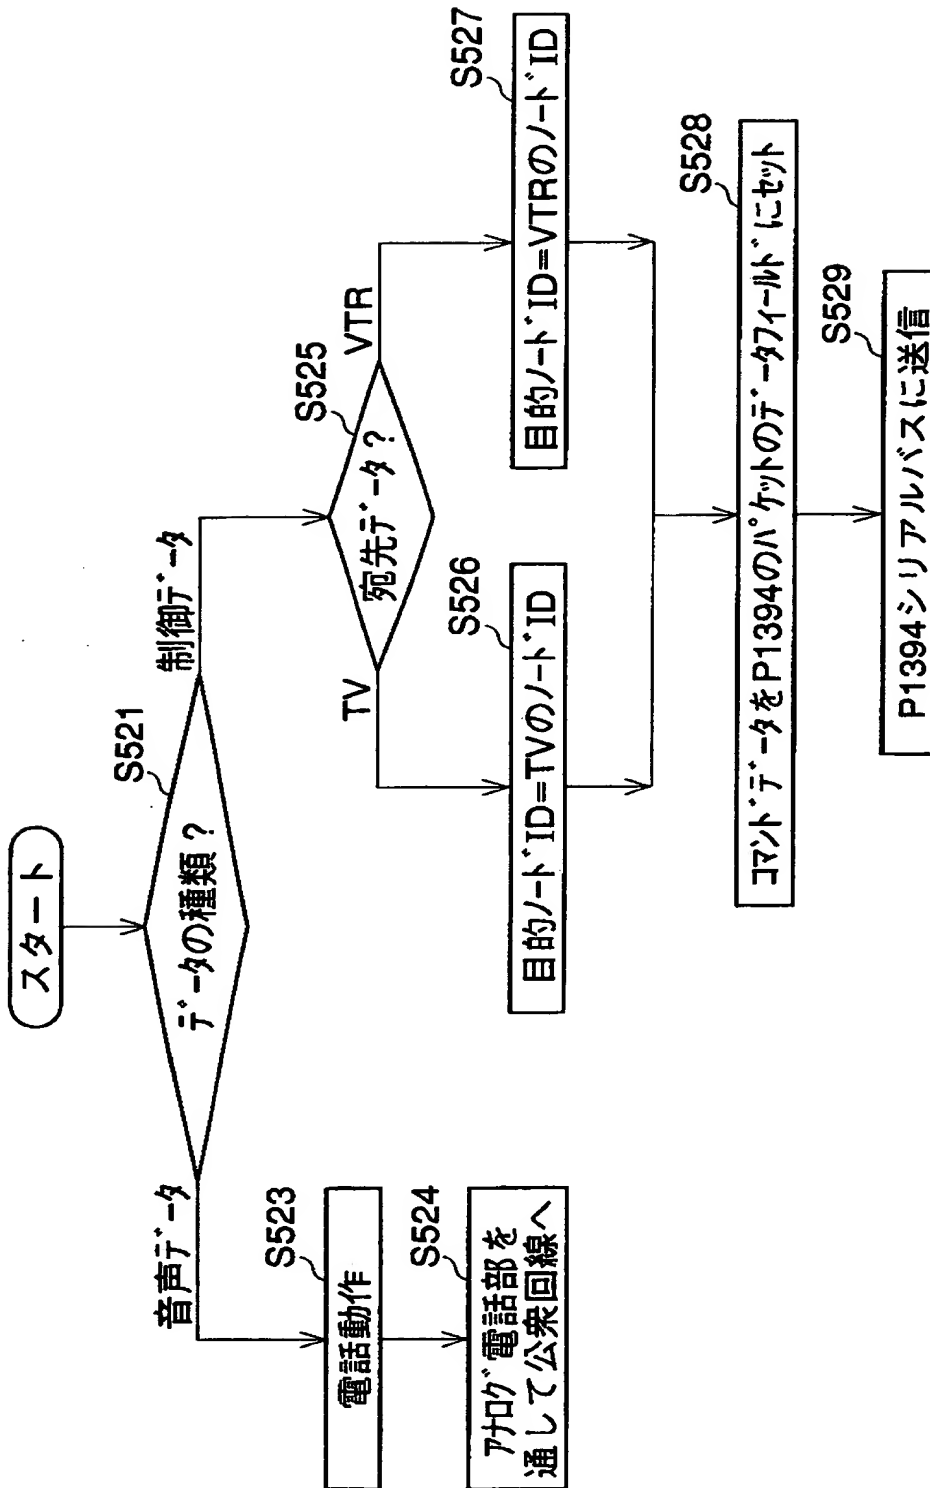 スタート
S521
データの種類?
音声データ
制御データ
S523
電話動作
S524
アナログ電話部を
通して公衆回線へ
S525
宛先データ?
TV
VTR
S526
目的ノードID=TVのノードID
S527
目的ノードID=VTRのノードID
S528
コマンドデータをP1394のパケットのデータフィールドにセット
S529
P1394シリアルバスに送信